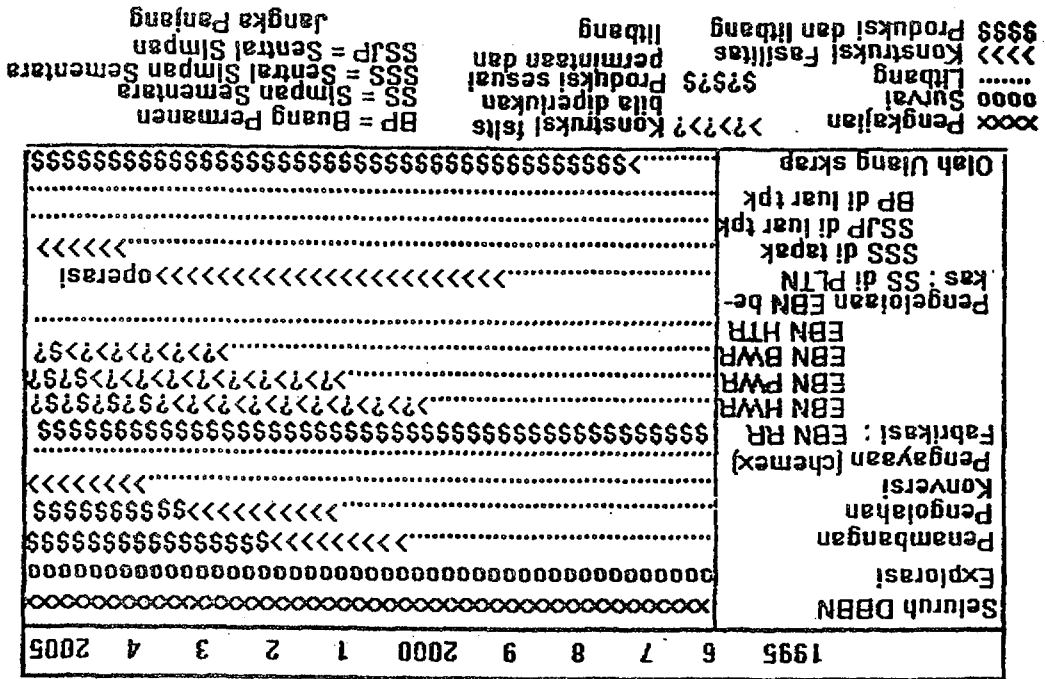 1995 6 7 8 9 2000 1 2 3 4 2005
Seluruh DBBN
Explorasi
Penambangan
Pengolahan
Konversi
Pengayaan (chemex)
Fabrikasi : EBN RR
EBN HWR
EBN PWR
EBN BWR
EBN HTR
Pengelolaan EBN be-
kas : SS di PLTN operasi
SSS di tapak
SSJP di luar tpk
BP di luar tpk
Olah Ulang skrap
xxxx Pengkajian
oooo Survai
....... Litbang
>>>> Konstruksi Fasilitas
$$$$ Produksi dan litbang
>?>?>?> Konstruksi fslts
bila diperlukan
$?$?$ Produksi sesuai
permintaan dan
litbang
BP = Buang Permanen
SS = Simpan Sementara
SSS = Sentral Simpan Sementara
SSJP = Sentral Simpan
Jangka Panjang